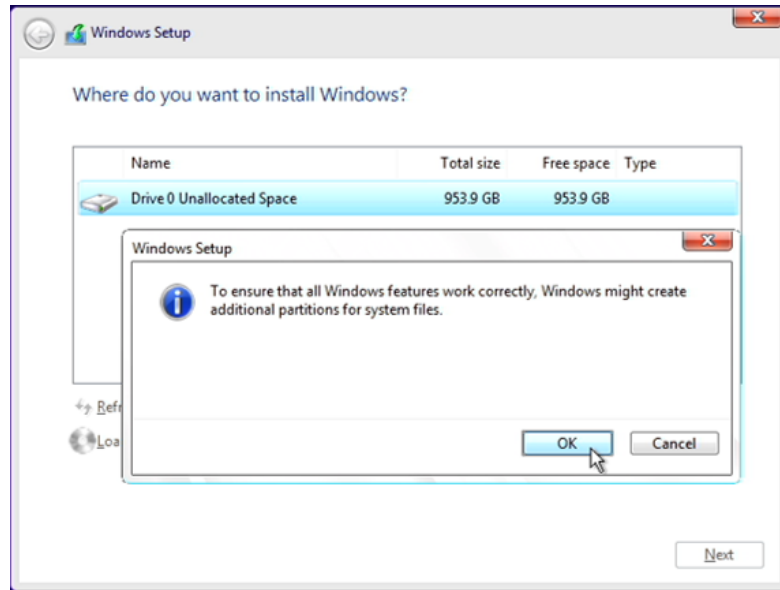 Windows Setup
Where do you want to install Windows?
Name Total size Free space Type
Drive 0 Unallocated Space 953.9 GB 953.9 GB
Windows Setup
To ensure that all Windows features work correctly, Windows might create
additional partitions for system files.
Refr
Loa
OK Cancel
Next